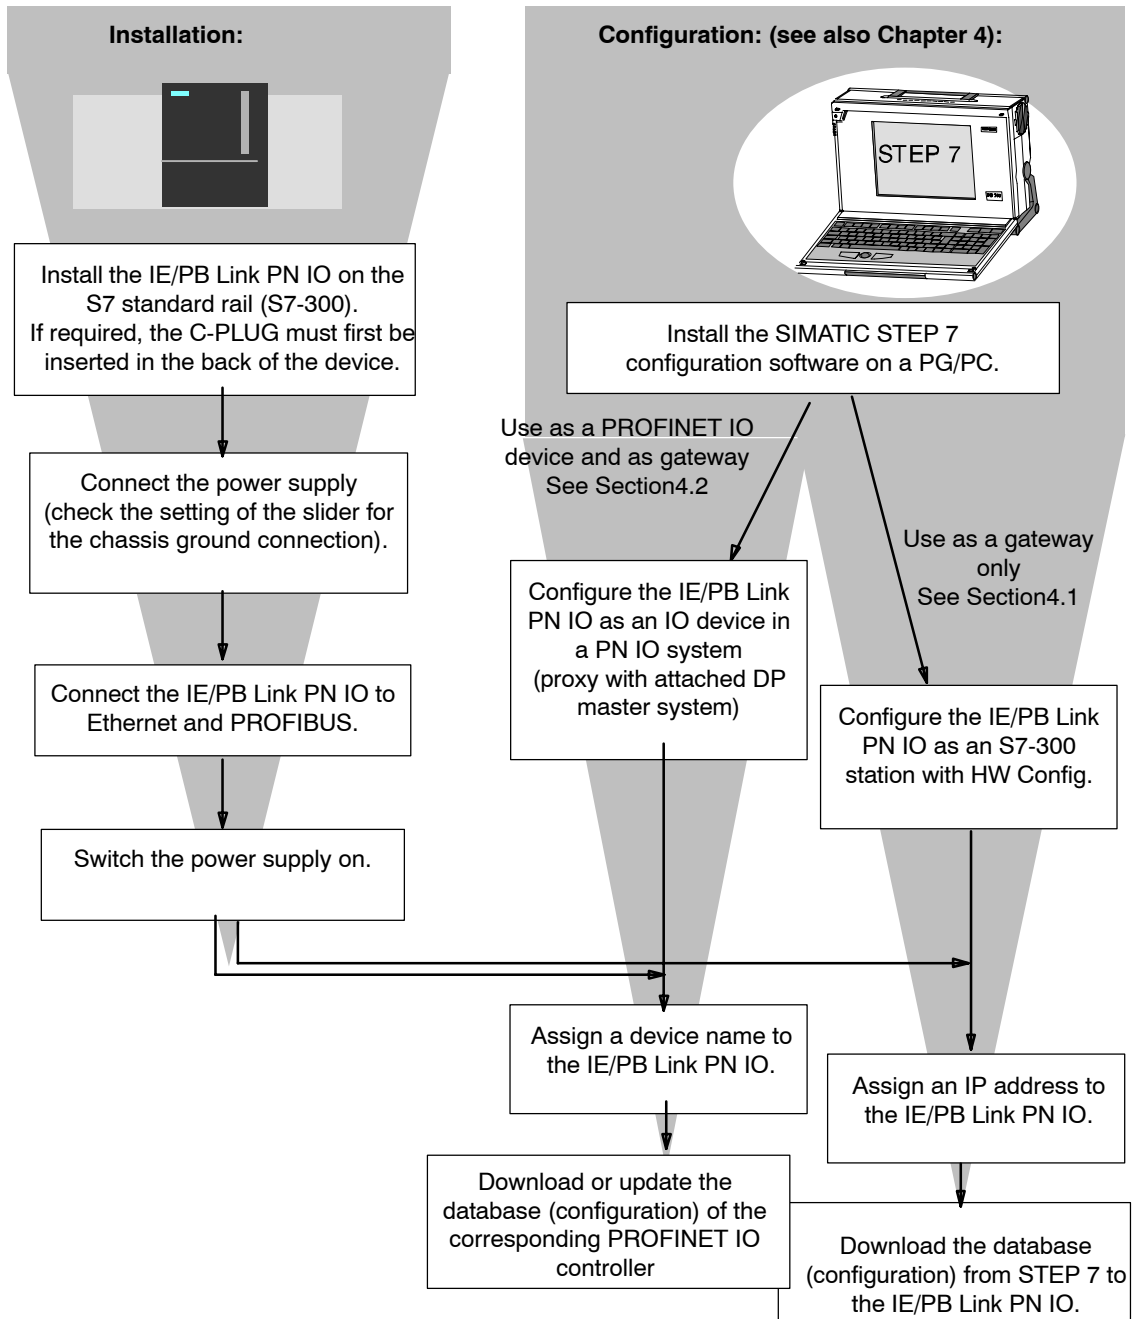 Installation:
Install the IE/PB Link PN IO on the
S7 standard rail (S7-300).
If required, the C-PLUG must first be
inserted in the back of the device.
Connect the power supply
(check the setting of the slider for
the chassis ground connection).
Connect the IE/PB Link PN IO to
Ethernet and PROFIBUS.
Switch the power supply on.
Configuration: (see also Chapter 4):
STEP 7
Install the SIMATIC STEP 7
configuration software on a PG/PC.
Use as a PROFINET IO
device and as gateway
See Section4.2
Use as a gateway
only
See Section4.1
Configure the IE/PB Link
PN IO as an IO device in
a PN IO system
(proxy with attached DP
master system)
Configure the IE/PB Link
PN IO as an S7-300
station with HW Config.
Assign a device name to
the IE/PB Link PN IO.
Assign an IP address to
the IE/PB Link PN IO.
Download or update the
database (configuration) of the
corresponding PROFINET IO
controller
Download the database
(configuration) from STEP 7 to
the IE/PB Link PN IO.